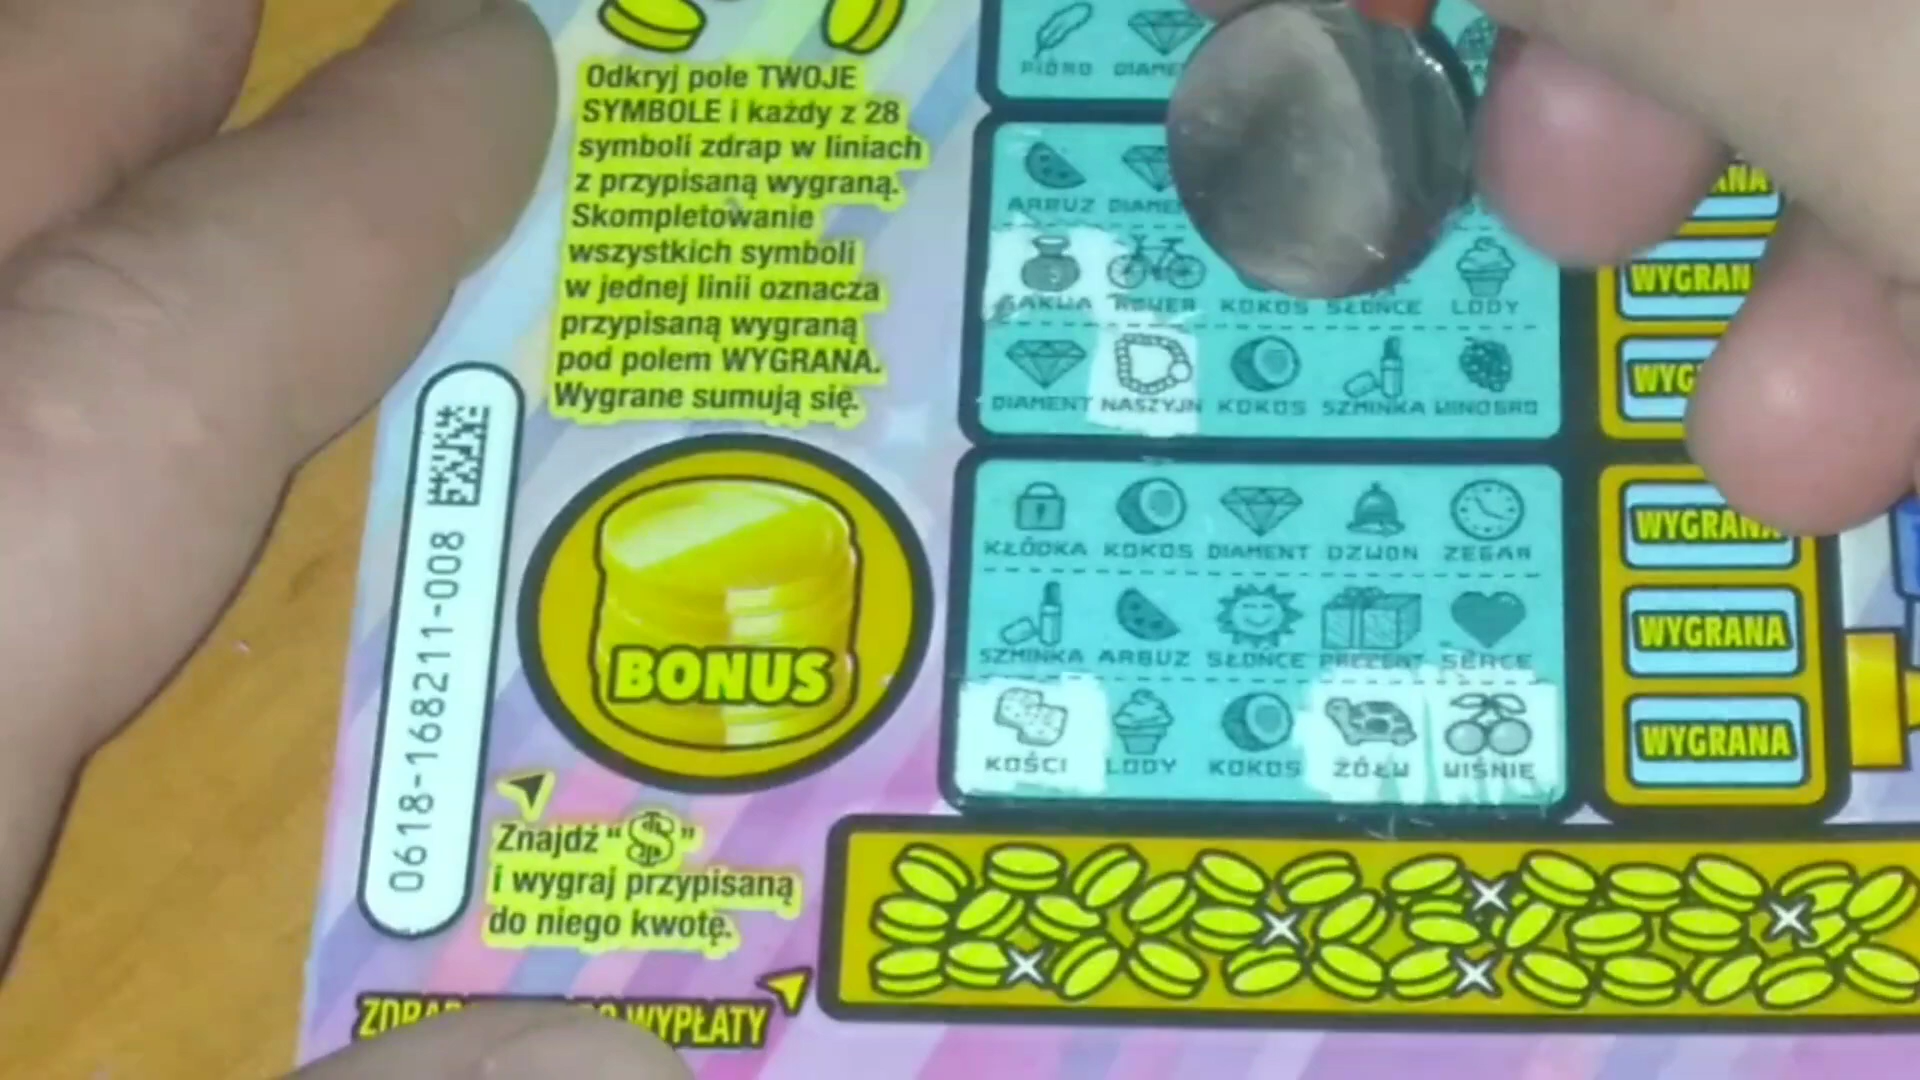 Odkryj pole TWOJE
SYMBOLE i każdy z 28
symboli zdrap w liniach
z przypisaną wygraną.
Skompletowanie
wszystkich symboli
w jednej linii oznacza
przypisaną wygraną
pod polem WYGRANA.
Wygrane sumują się.
0618-168211-008
BONUS
Znajdź "$"
i wygraj przypisaną
do niego kwotę.
WYPŁATY
PIÓRO
ARBUZ
SAKWA ROWER KOKOS SŁOŃCE LODY
DIAMENT NASZYJN KOKOS SZMINKA WINOGRO
KŁÓDKA KOKOS DIAMENT DZWON ZEGAR
SZMINKA ARBUZ SŁOŃCE PREZENT SERCE
KOŚCI LODY KOKOS ŻÓŁW WIŚNIE
WYGRANA
WYGRANA
WYGRANA